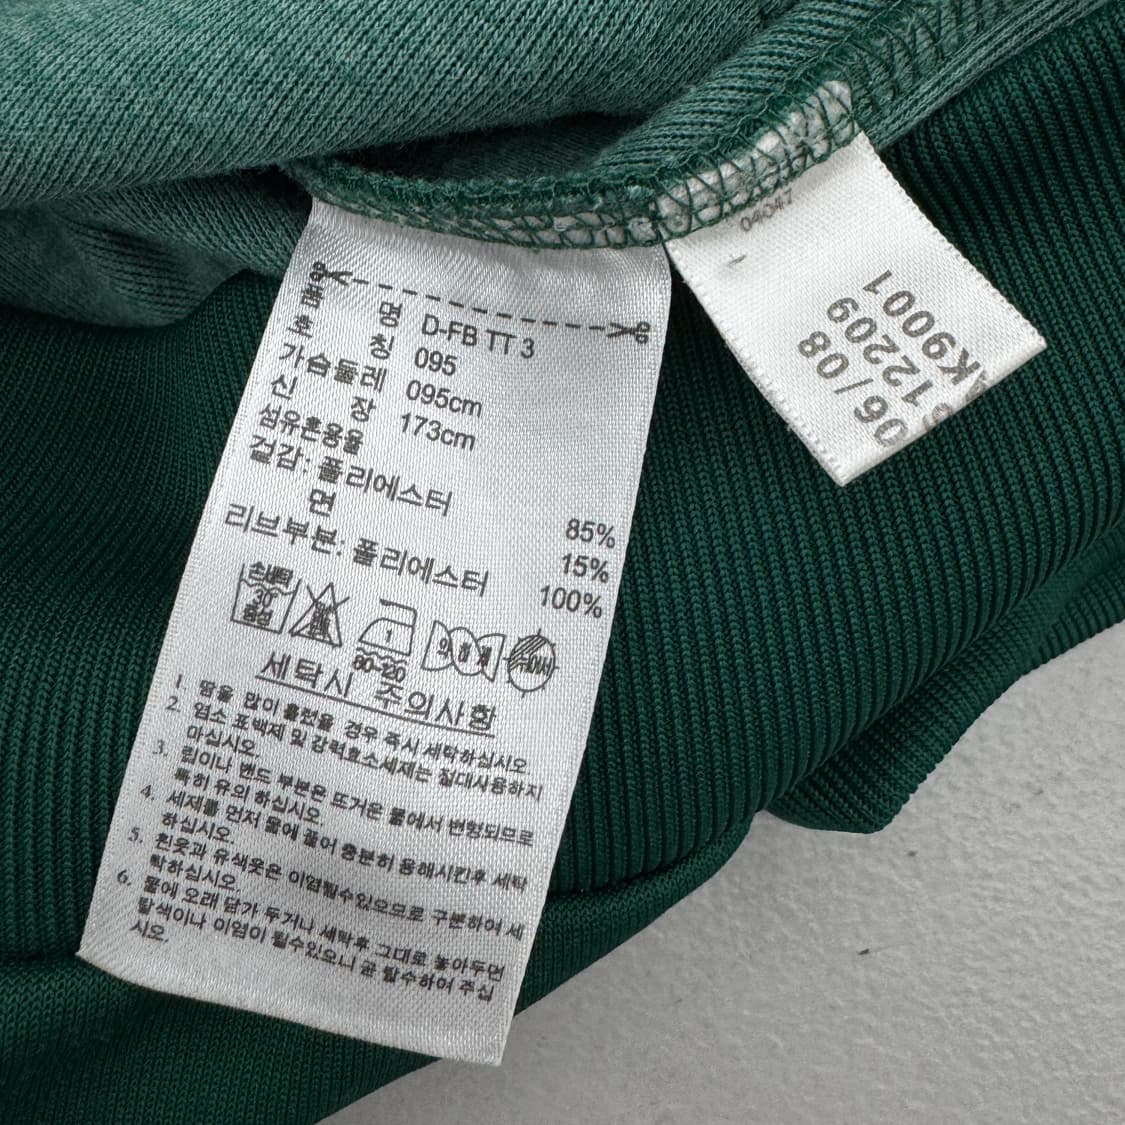 품 명 D-FB TT 3
호 칭 095
가슴둘레 095cm
신 장 173cm
섬유혼용율
겉감: 폴리에스터 85%
면 15%
리브부분: 폴리에스터 100%
손세탁
30°
중성
1
80~120
세탁시 주의사항
1. 땀을 많이 흘렸을 경우 즉시 세탁하십시오.
2. 염소 표백제 및 강력효소세제는 절대사용하지
마십시오.
3. 립이나 밴드 부분은 뜨거운 물에서 변형되므로
특히 유의 하십시오.
4. 세제를 먼저 물에 풀어 충분히 용해시킨후 세탁
하십시오.
5. 흰옷과 유색옷은 이염될수있으므로 구분하여 세
탁하십시오.
6. 물에 오래 담가 두거나 세탁후 그대로 놓아두면
탈색이나 이염이 될수있으니 곧 탈수하여 주십
시오.
04047
06/08
12209
AK9001